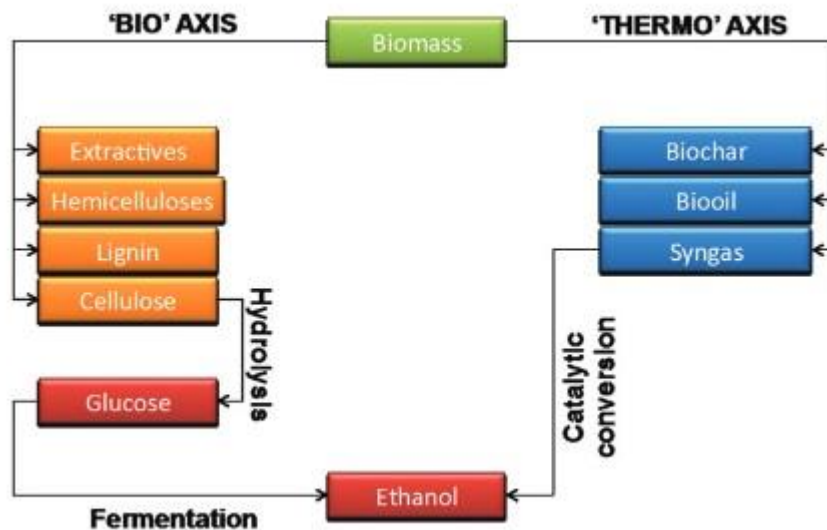 'BIO' AXIS
Biomass
'THERMO' AXIS
Extractives
Hemicelluloses
Lignin
Cellulose
Hydrolysis
Glucose
Fermentation
Biochar
Biooil
Syngas
Catalytic
conversion
Ethanol